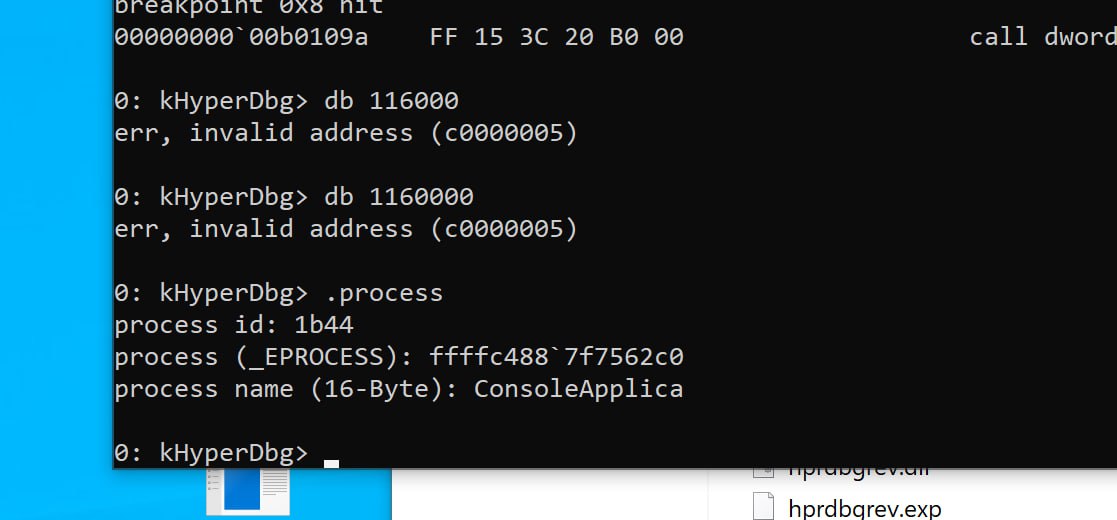 breakpoint 0x8 hit
00000000`00b0109a    FF 15 3C 20 B0 00                   call dword
0: kHyperDbg> db 116000
err, invalid address (c0000005)
0: kHyperDbg> db 1160000
err, invalid address (c0000005)
0: kHyperDbg> .process
process id: 1b44
process (_EPROCESS): ffffc488`7f7562c0
process name (16-Byte): ConsoleApplica
0: kHyperDbg>
hprdbgrev.dll
hprdbgrev.exp